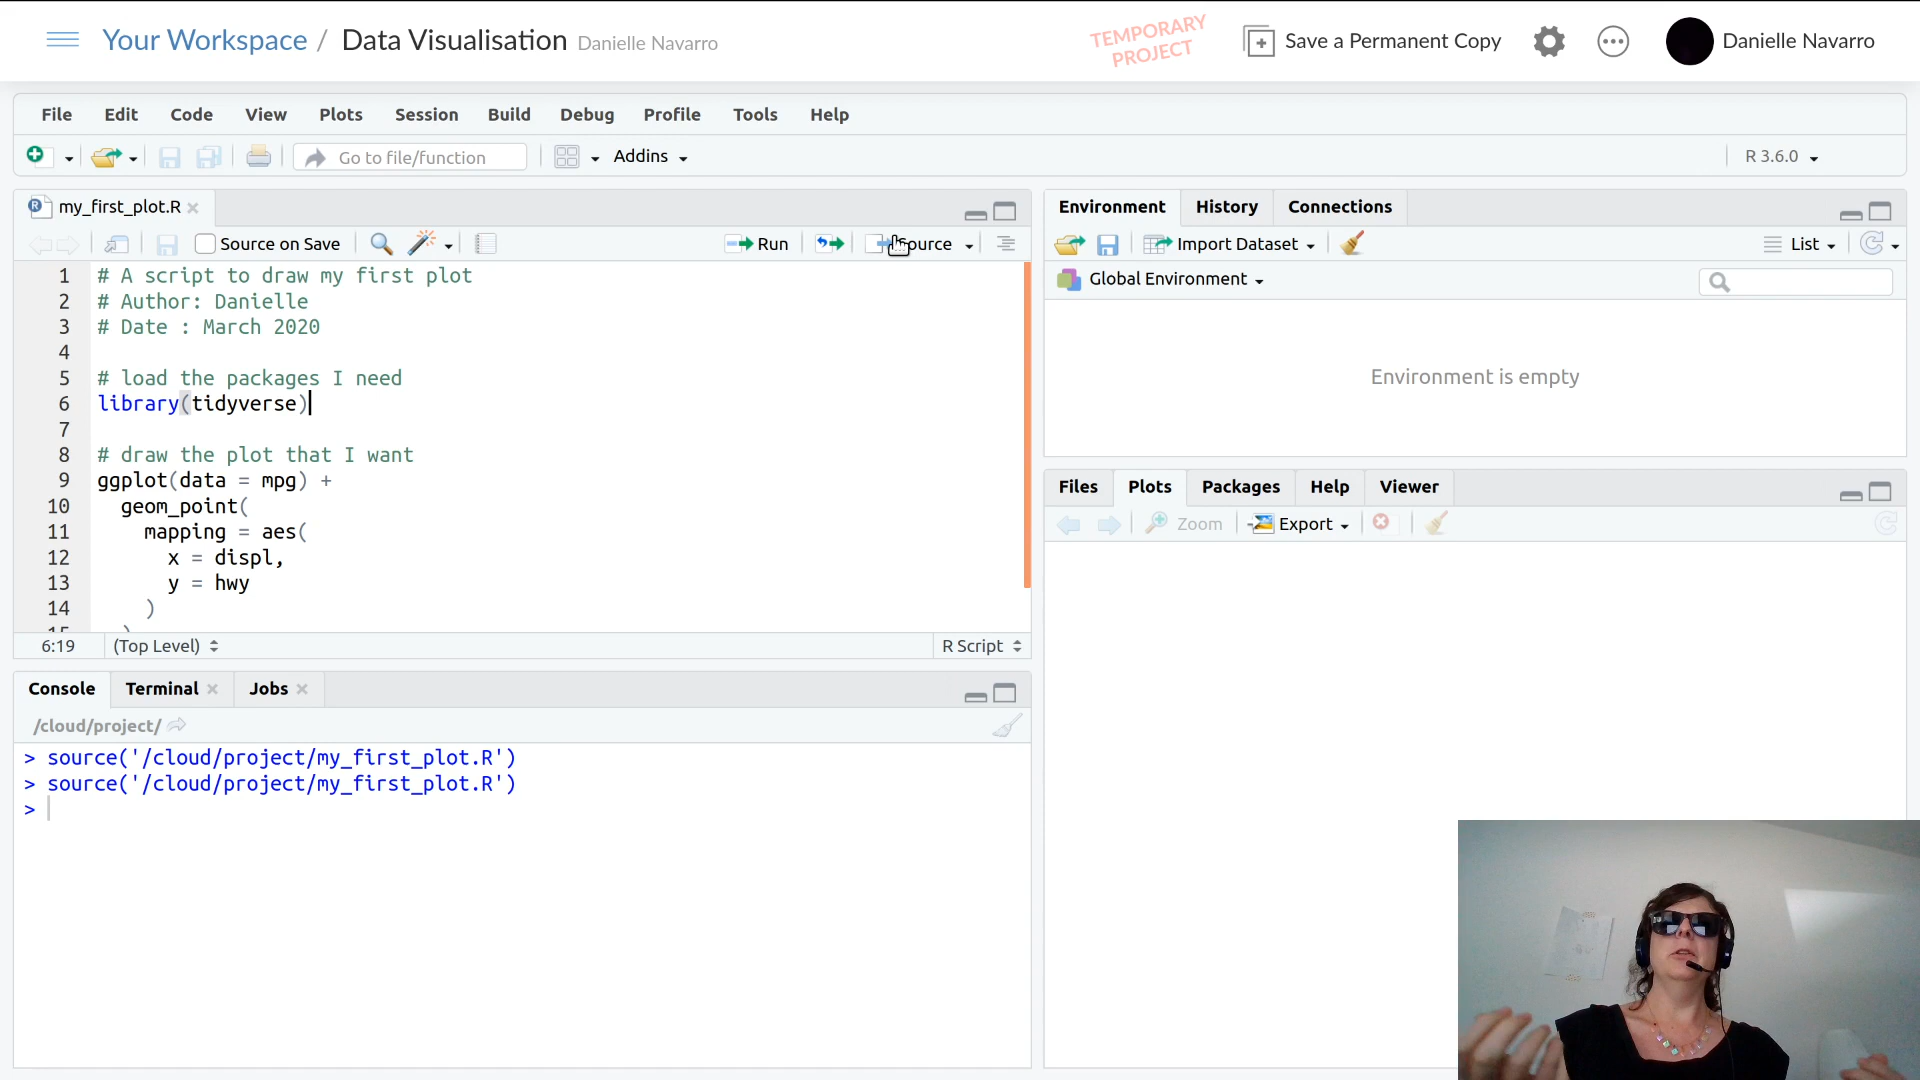 Your Workspace / Data Visualisation Danielle Navarro
TEMPORARY
PROJECT
Save a Permanent Copy
Danielle Navarro
File Edit Code View Plots Session Build Debug Profile Tools Help
Go to file/function
Addins
R 3.6.0
my_first_plot.R
Source on Save
Run
1 # A script to draw my first plot
2 # Author: Danielle
3 # Date : March 2020
4
5 # load the packages I need
6 library(tidyverse)
7
8 # draw the plot that I want
9 ggplot(data = mpg) +
10 geom_point(
11 mapping = aes(
12 x = displ,
13 y = hwy
14 )
6:19 (Top Level) R Script
Console Terminal Jobs
/cloud/project/
> source('/cloud/project/my_first_plot.R')
> source('/cloud/project/my_first_plot.R')
>
Environment History Connections
Import Dataset
List
Global Environment
Environment is empty
Files Plots Packages Help Viewer
Zoom
Export